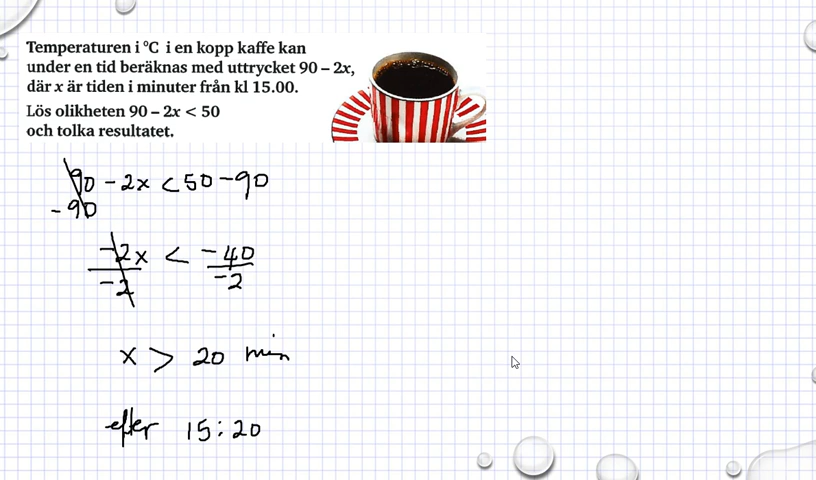 Temperaturen i °C i en kopp kaffe kan
under en tid beräknas med uttrycket 90 – 2x,
där x är tiden i minuter från kl 15.00.
Lös olikheten 90 – 2x < 50
och tolka resultatet.
90 - 2x < 50 - 90
- 90
-2x < -40
-2 -2
x > 20 min
efter 15:20